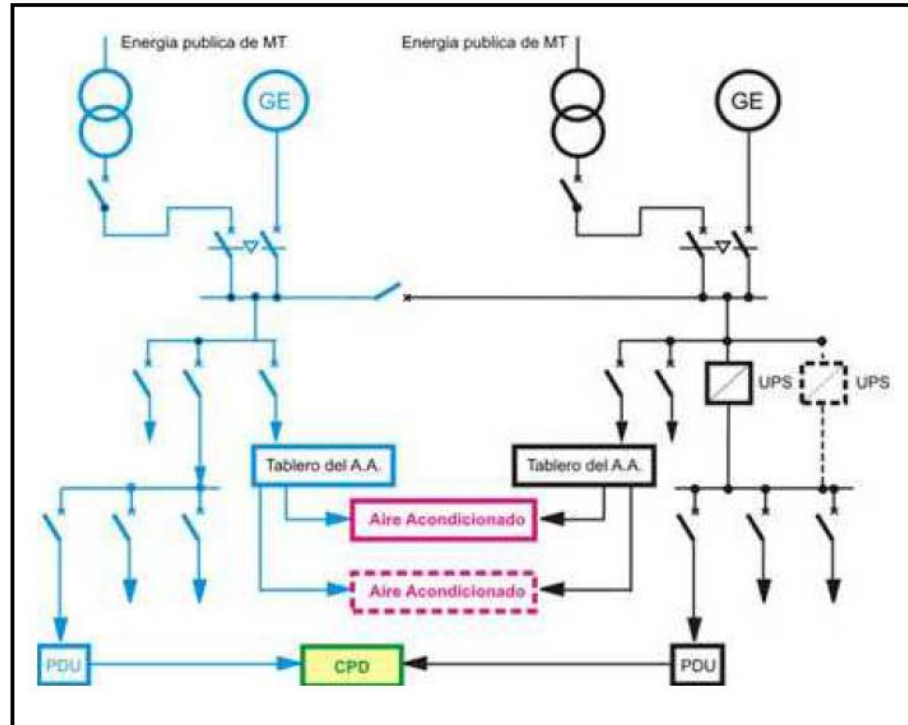 Energia publica de MT
Energia publica de MT
GE
GE
UPS
UPS
Tablero del A.A.
Tablero del A.A.
Aire Acondicionado
Aire Acondicionado
PDU
CPD
PDU